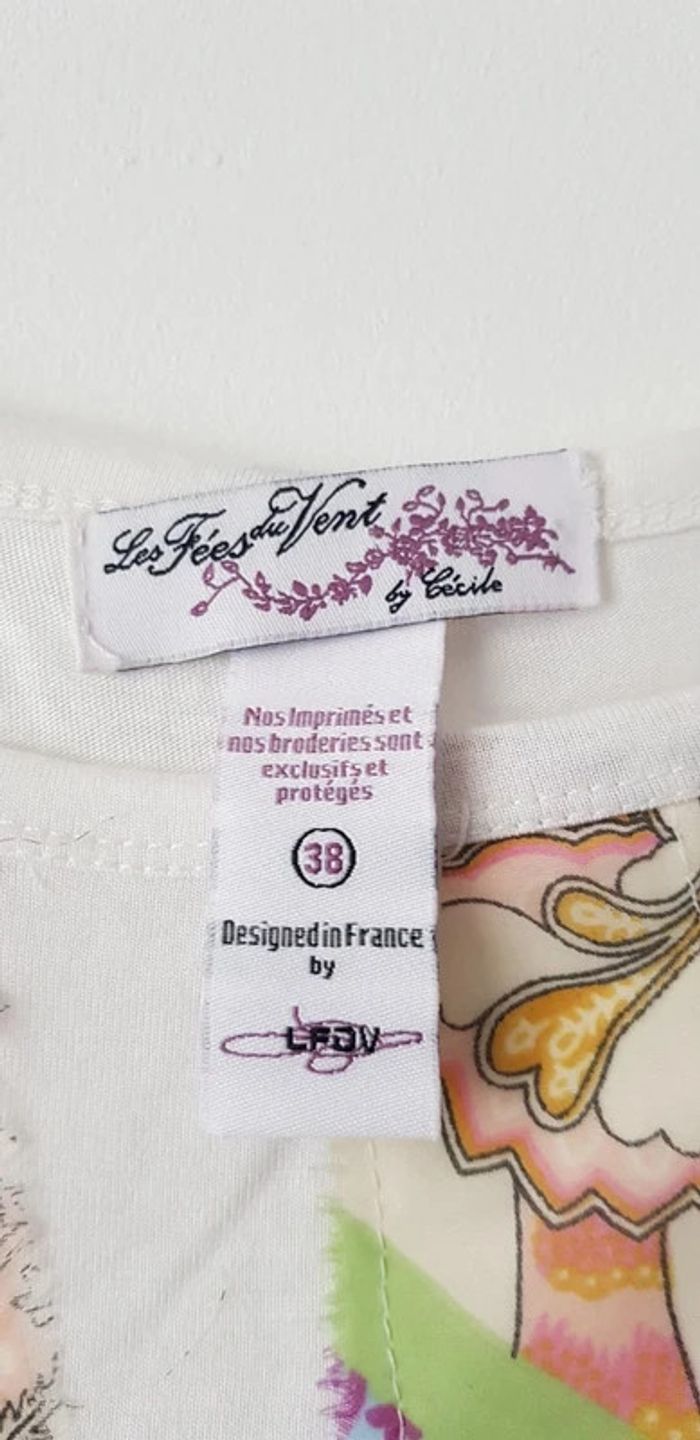 Les Fées du Vent
by Cécile
Nos Imprimés et
nos broderies sont
exclusifs et
protégés
38
Designed in France
by
LFDV